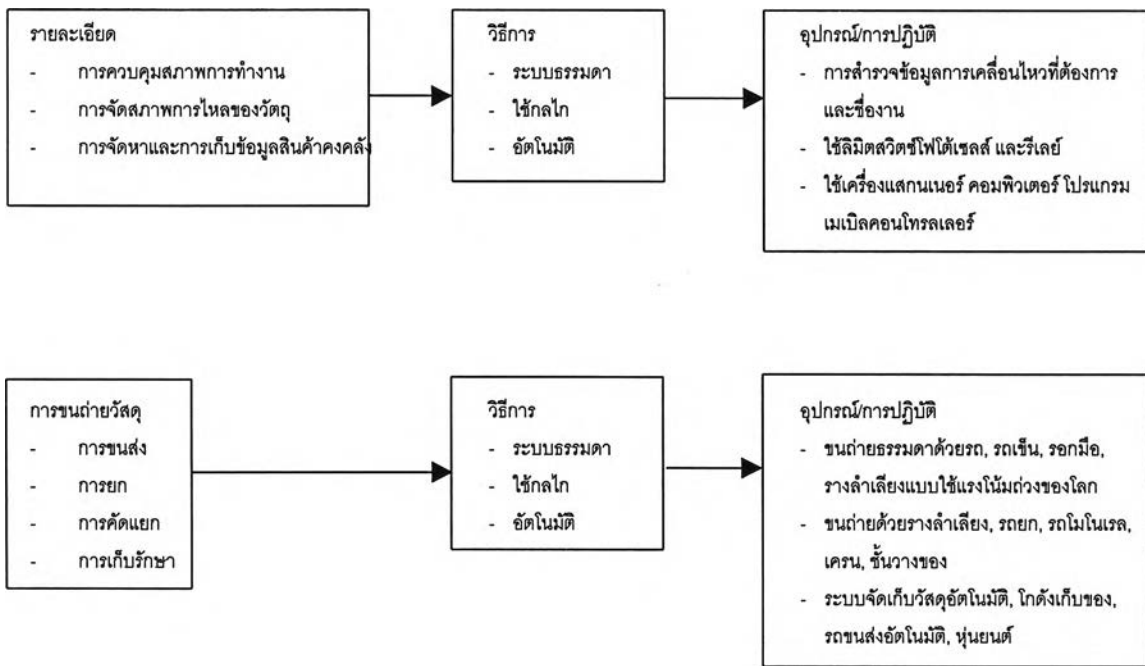 รายละเอียด
- การควบคุมสภาพการทำงาน
- การจัดสภาพการไหลของวัตถุ
- การจัดหาและการเก็บข้อมูลสินค้าคงคลัง
วิธีการ
- ระบบธรรมดา
- ใช้กลไก
- อัตโนมัติ
อุปกรณ์/การปฏิบัติ
- การสำรวจข้อมูลการเคลื่อนไหวที่ต้องการ
และชื่องาน
- ใช้ลิมิตสวิตช์โฟโต้เซลส์ และรีเลย์
- ใช้เครื่องแสกนเนอร์ คอมพิวเตอร์ โปรแกรม
เมเบิลคอนโทรลเลอร์
การขนถ่ายวัสดุ
- การขนส่ง
- การยก
- การคัดแยก
- การเก็บรักษา
วิธีการ
- ระบบธรรมดา
- ใช้กลไก
- อัตโนมัติ
อุปกรณ์/การปฏิบัติ
- ขนถ่ายธรรมดาด้วยรถ, รถเข็น, รอกมือ,
รางลำเลียงแบบใช้แรงโน้มถ่วงของโลก
- ขนถ่ายด้วยรางลำเลียง, รถยก, รถโมโนเรล,
เครน, ชั้นวางของ
- ระบบจัดเก็บวัสดุอัตโนมัติ, โกดังเก็บของ,
รถขนส่งอัตโนมัติ, หุ่นยนต์